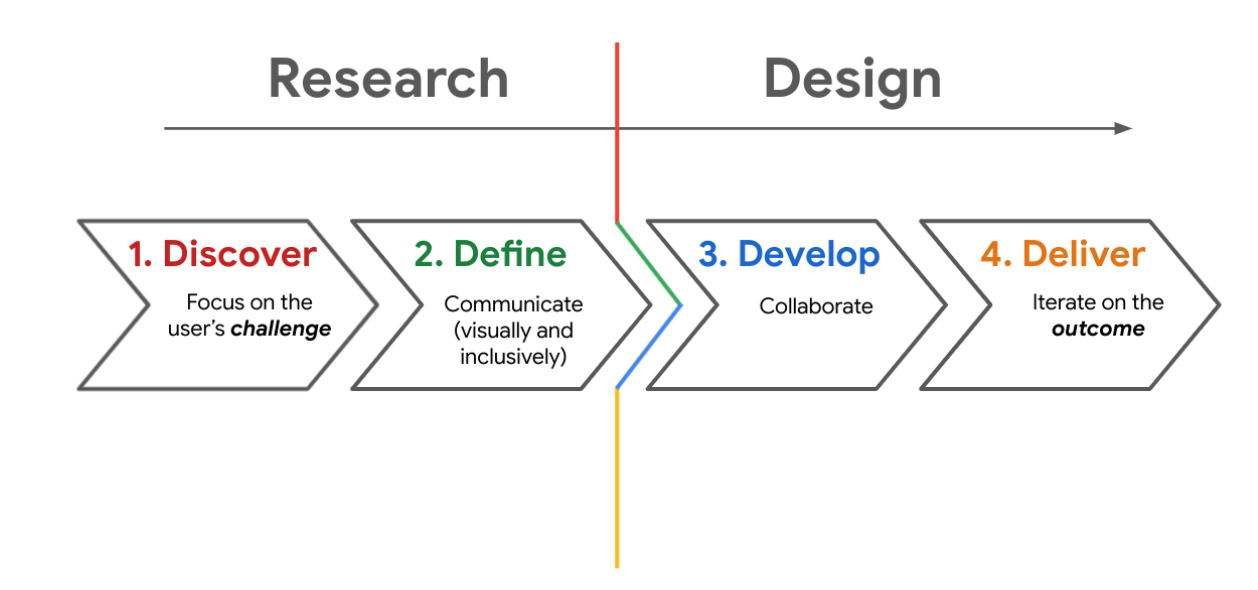 Research
Design
1. Discover
Focus on the
user's challenge
2. Define
Communicate
(visually and
inclusively)
3. Develop
Collaborate
4. Deliver
Iterate on the
outcome